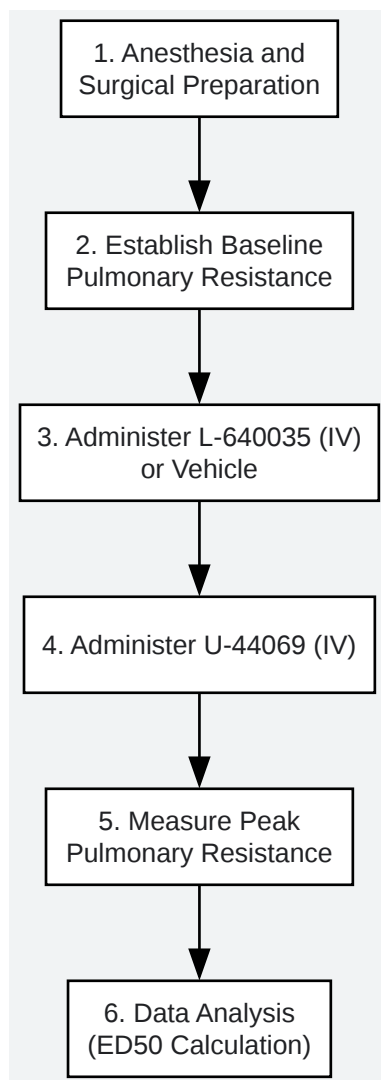 1. Anesthesia and
Surgical Preparation
2. Establish Baseline
Pulmonary Resistance
3. Administer L-640035 (IV)
or Vehicle
4. Administer U-44069 (IV)
5. Measure Peak
Pulmonary Resistance
6. Data Analysis
(ED50 Calculation)